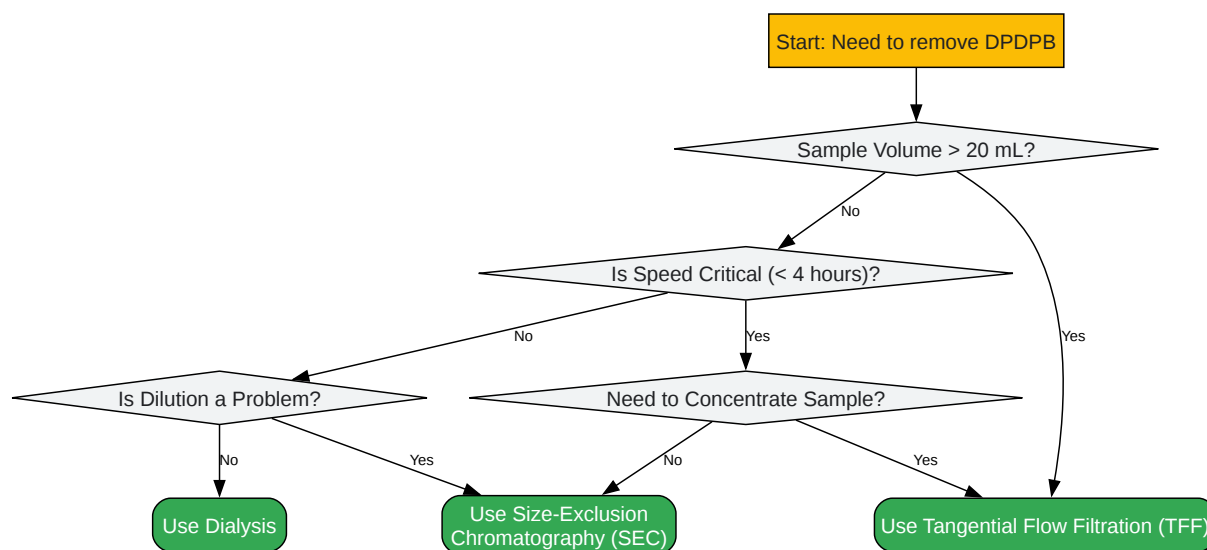 Start: Need to remove DPDPB
Sample Volume > 20 mL?
No
Yes
Is Speed Critical (< 4 hours)?
No
Yes
Is Dilution a Problem?
Need to Concentrate Sample?
No
Yes
No
Yes
Use Dialysis
Use Size-Exclusion
Chromatography (SEC)
Use Tangential Flow Filtration (TFF)